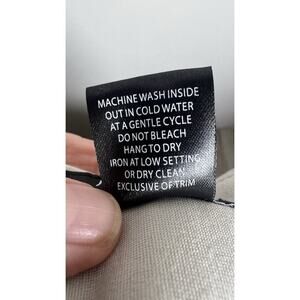 MACHINE WASH INSIDE
OUT IN COLD WATER
AT A GENTLE CYCLE
DO NOT BLEACH
HANG TO DRY
IRON AT LOW SETTING
OR DRY CLEAN
EXCLUSIVE OF TRIM